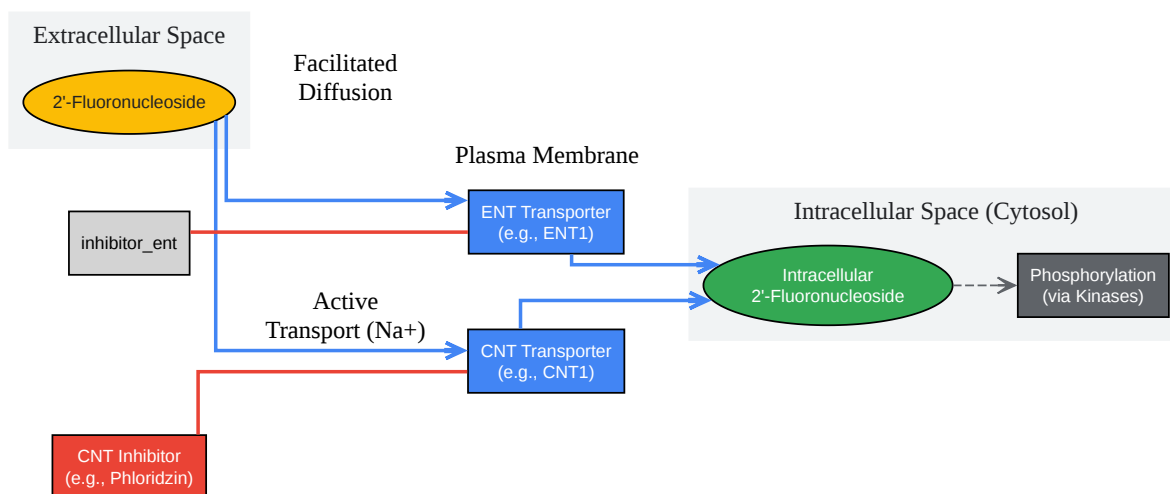 Extracellular Space
2'-Fluoronucleoside
Facilitated
Diffusion
Plasma Membrane
ENT Transporter
(e.g., ENT1)
inhibitor_ent
Intracellular Space (Cytosol)
Intracellular
2'-Fluoronucleoside
Phosphorylation
(via Kinases)
Active
Transport (Na+)
CNT Transporter
(e.g., CNT1)
CNT Inhibitor
(e.g., Phloridzin)